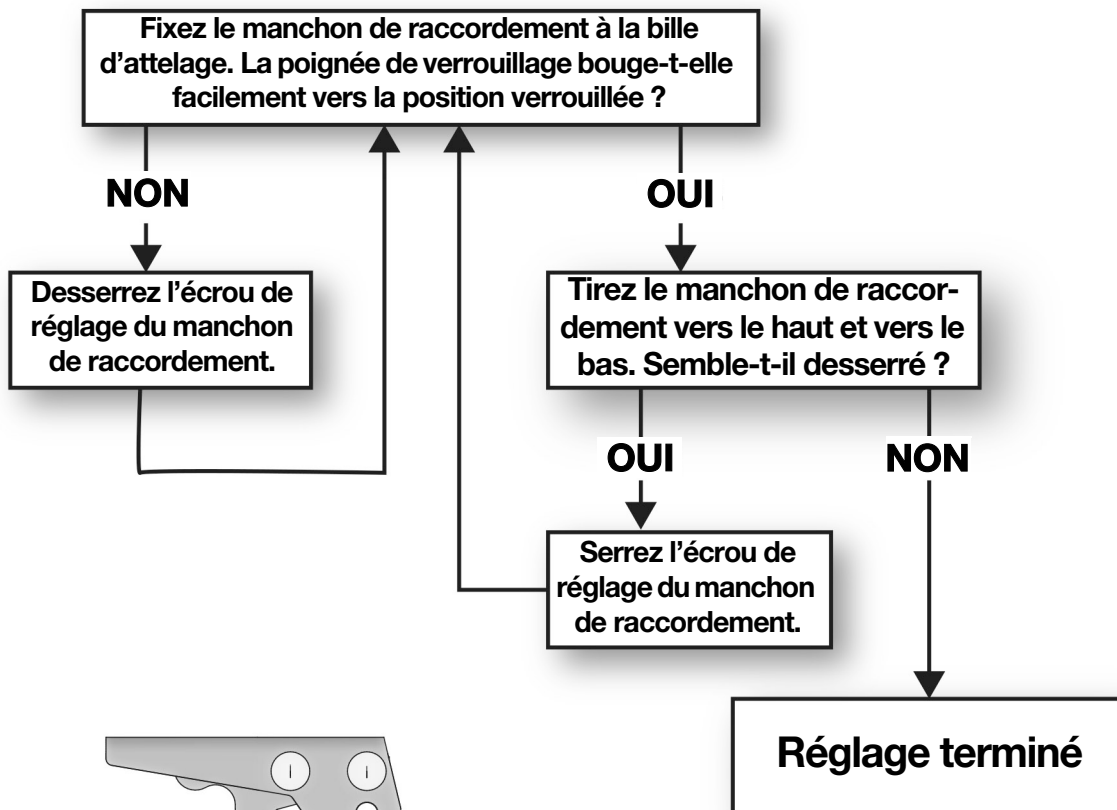 Fixez le manchon de raccordement à la bille
d'attelage. La poignée de verrouillage bouge-t-elle
facilement vers la position verrouillée ?
NON
OUI
Desserrez l’écrou de
réglage du manchon
de raccordement.
Tirez le manchon de raccor-
dement vers le haut et vers le
bas. Semble-t-il desserré ?
OUI
NON
Serrez l’écrou de
réglage du manchon
de raccordement.
Réglage terminé